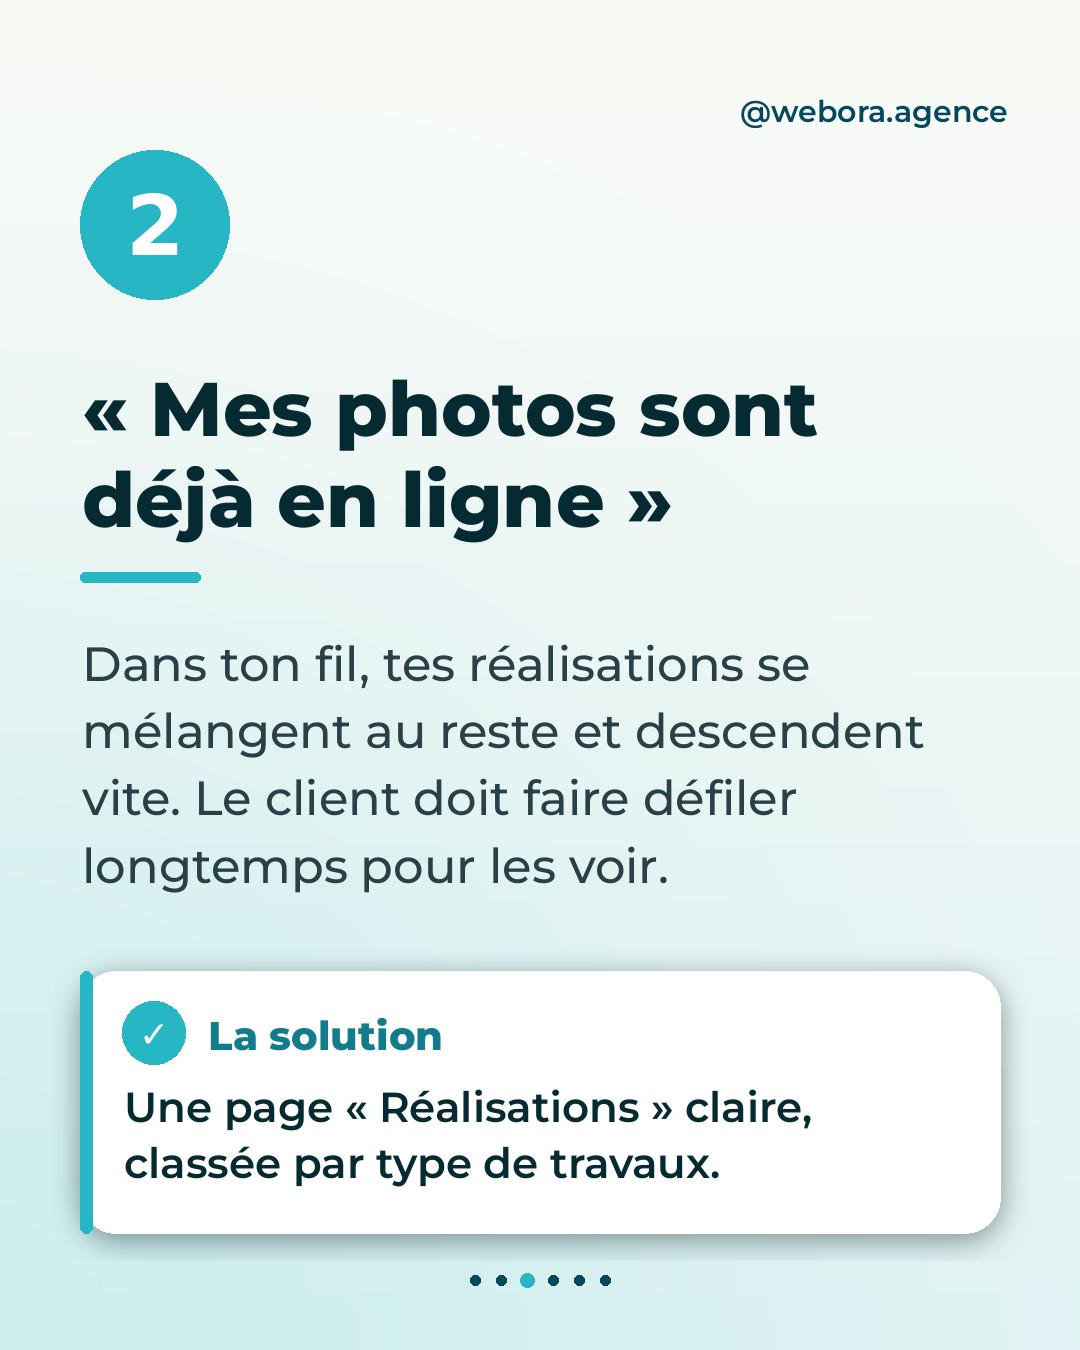 @webora.agence
2
« Mes photos sont
déjà en ligne »
Dans ton fil, tes réalisations se
mélangent au reste et descendent
vite. Le client doit faire défiler
longtemps pour les voir.
✓ La solution
Une page « Réalisations » claire,
classée par type de travaux.